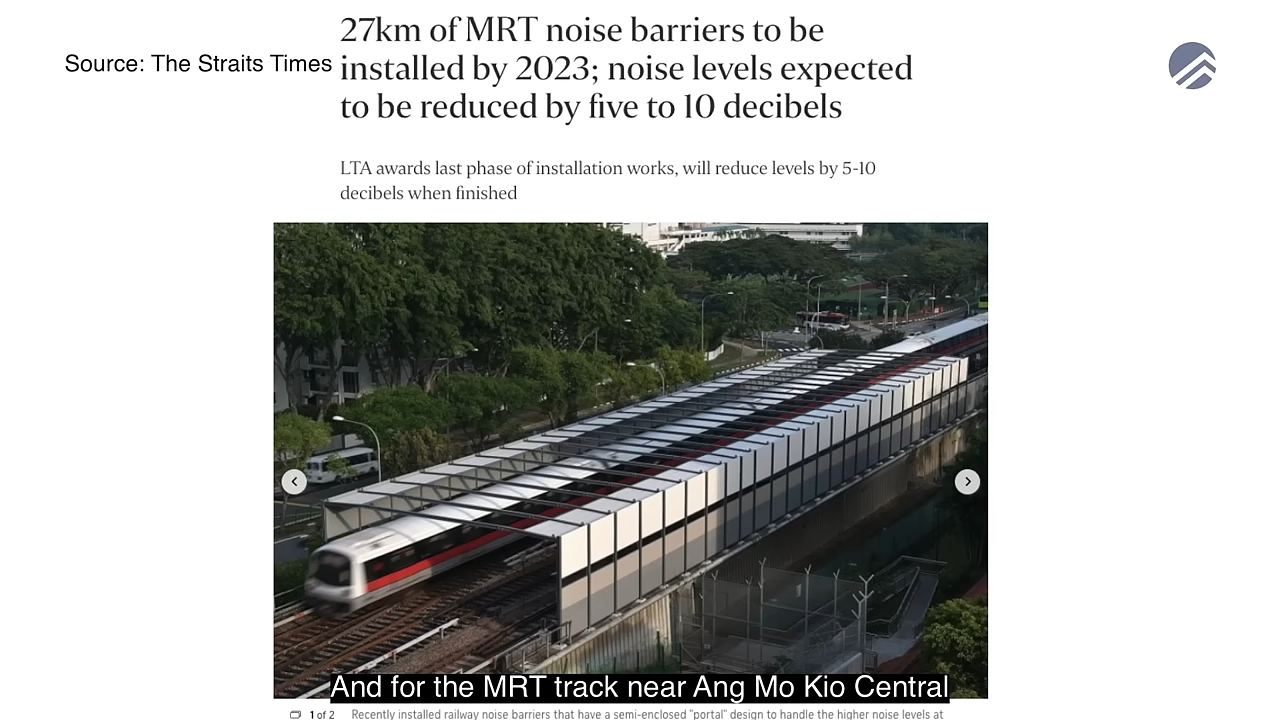 27km of MRT noise barriers to be
Source: The Straits Times
installed by 2023; noise levels expected
to be reduced by five to 10 decibels
LTA awards last phase of installation works, will reduce levels by 5-10
decibels when finished
And for the MRT track near Ang Mo Kio Central
1 of 2 Recently installed railway noise barriers that have a semi-enclosed "portal" design to handle the higher noise levels at